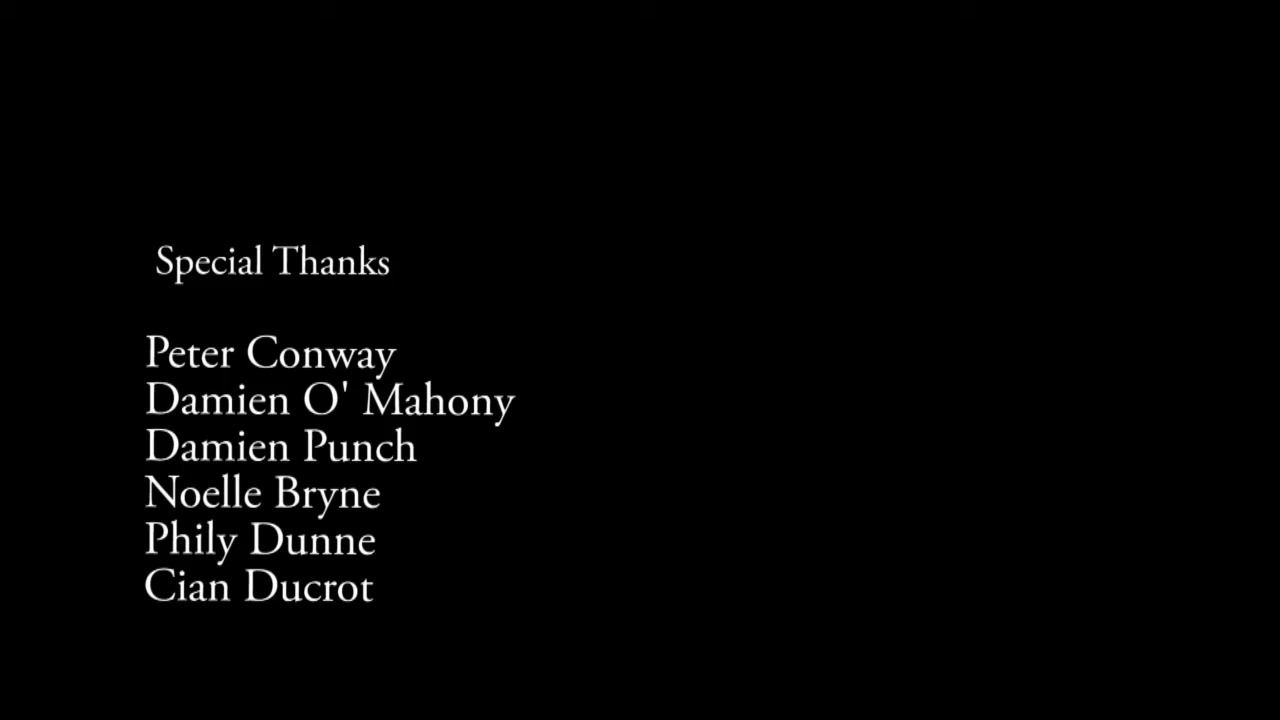 Special Thanks
Peter Conway
Damien O' Mahony
Damien Punch
Noelle Bryne
Phily Dunne
Cian Ducrot